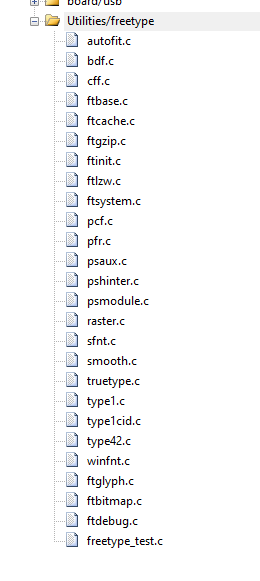 board/usb
Utilities/freetype
autofit.c
bdf.c
cff.c
ftbase.c
ftcache.c
ftgzip.c
ftinit.c
ftlzw.c
ftsystem.c
pcf.c
pfr.c
psaux.c
pshinter.c
psmodule.c
raster.c
sfnt.c
smooth.c
truetype.c
type1.c
type1cid.c
type42.c
winfnt.c
ftglyph.c
ftbitmap.c
ftdebug.c
freetype_test.c